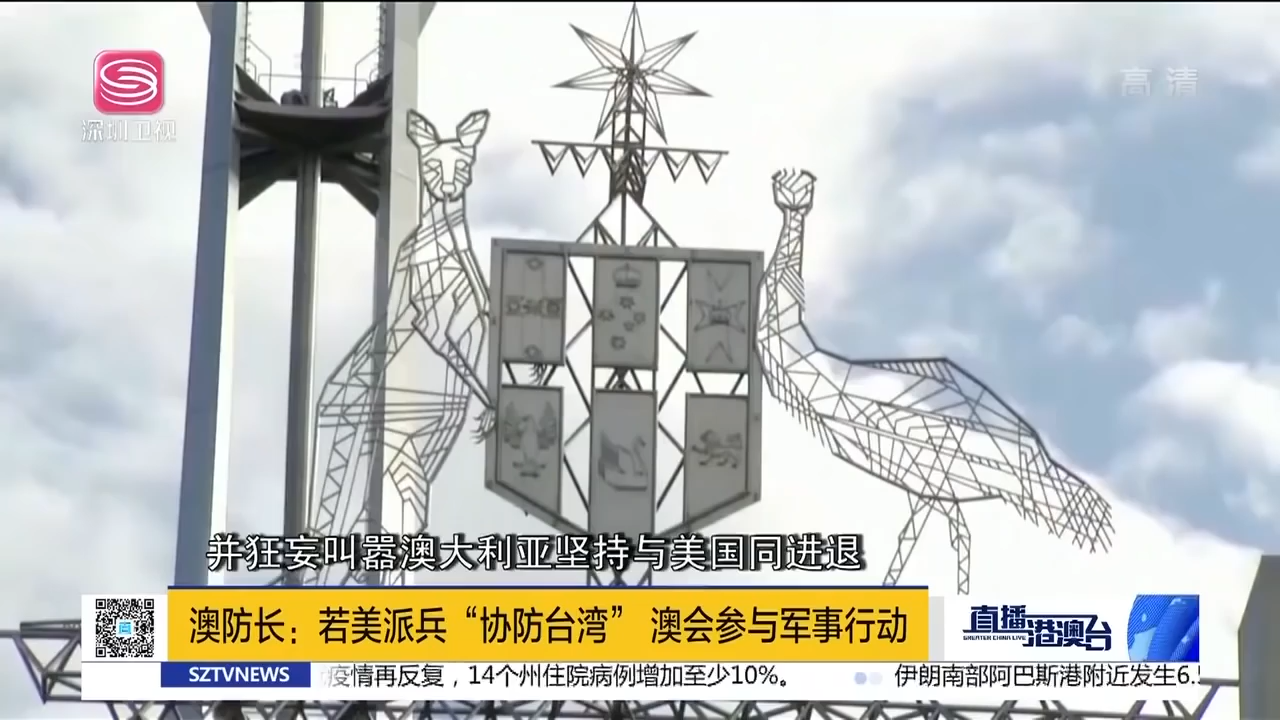 深圳卫视
高清
并狂妄叫嚣澳大利亚坚持与美国同进退
澳防长：若美派兵“协防台湾” 澳会参与军事行动
直播港澳台
GREATER CHINA LIVE
SZTVNEWS
疫情再反复，14个州住院病例增加至少10%。
伊朗南部阿巴斯港附近发生6.5